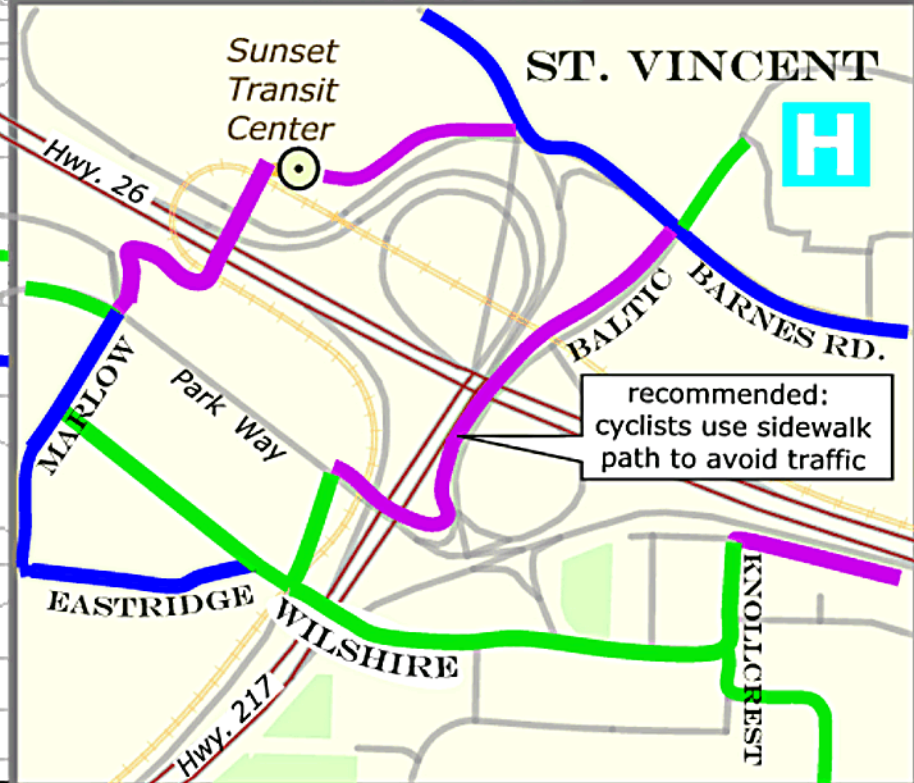 Sunset
Transit
Center
ST. VINCENT
H
Hwy. 26
BALTIC
BARNES RD.
MARLOW
Park Way
recommended:
cyclists use sidewalk
path to avoid traffic
EASTRIDGE
WILSHIRE
KNOLLCREST
Hwy. 217